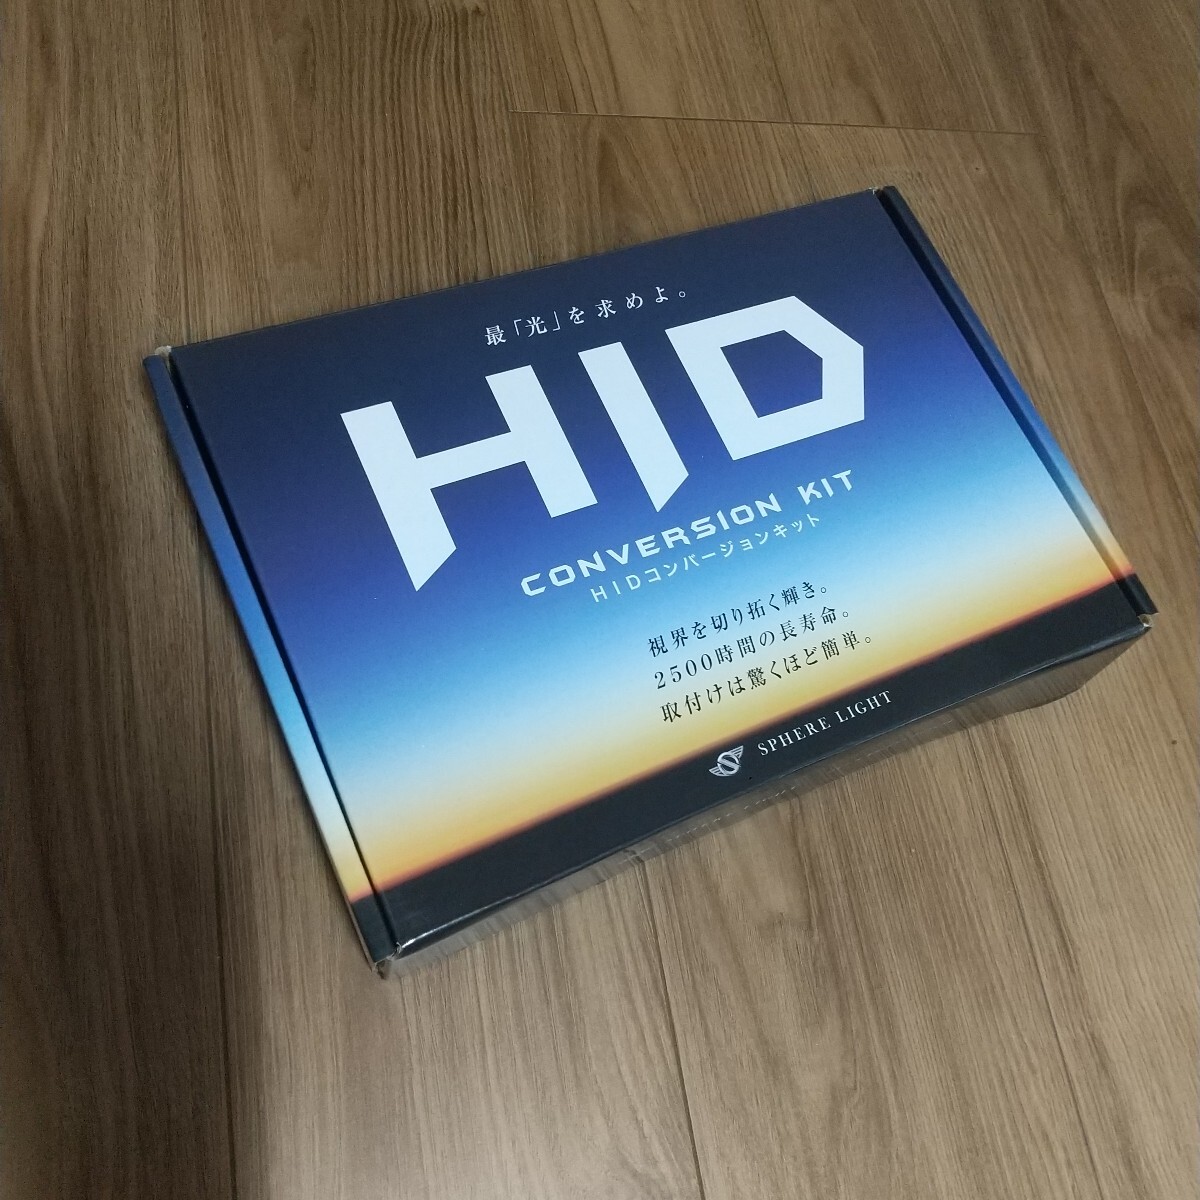 最「光」を求めよ。
HID
CONVERSION KIT
HIDコンバージョンキット
視界を切り拓く輝き。
2500時間の長寿命。
取付けは驚くほど簡単。
SPHERE LIGHT